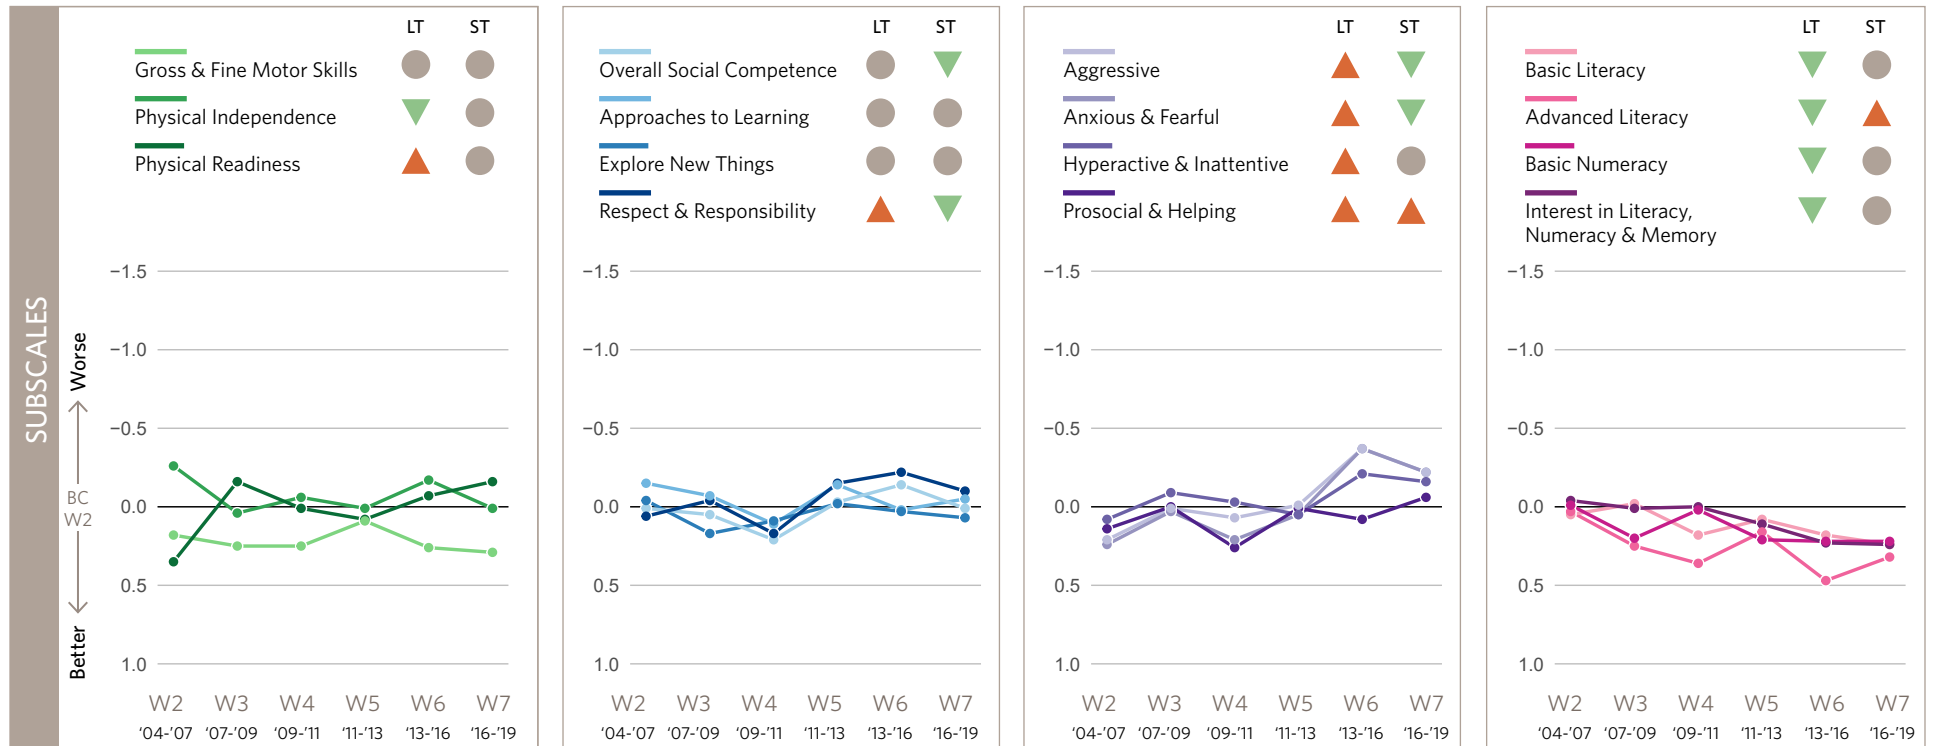 SUBSCALES
Worse
BC
W2
Better
LT ST
Gross & Fine Motor Skills
Physical Independence
Physical Readiness
−1.5
−1.0
−0.5
0.0
0.5
1.0
W2 W3 W4 W5 W6 W7
‘04-’07 ‘07-’09 ‘09-’11 ‘11-’13 ‘13-’16 ‘16-’19
LT ST
Overall Social Competence
Approaches to Learning
Explore New Things
Respect & Responsibility
−1.5
−1.0
−0.5
0.0
0.5
1.0
W2 W3 W4 W5 W6 W7
‘04-’07 ‘07-’09 ‘09-’11 ‘11-’13 ‘13-’16 ‘16-’19
LT ST
Aggressive
Anxious & Fearful
Hyperactive & Inattentive
Prosocial & Helping
−1.5
−1.0
−0.5
0.0
0.5
1.0
W2 W3 W4 W5 W6 W7
‘04-’07 ‘07-’09 ‘09-’11 ‘11-’13 ‘13-’16 ‘16-’19
LT ST
Basic Literacy
Advanced Literacy
Basic Numeracy
Interest in Literacy,
Numeracy & Memory
−1.5
−1.0
−0.5
0.0
0.5
1.0
W2 W3 W4 W5 W6 W7
‘04-’07 ‘07-’09 ‘09-’11 ‘11-’13 ‘13-’16 ‘16-’19